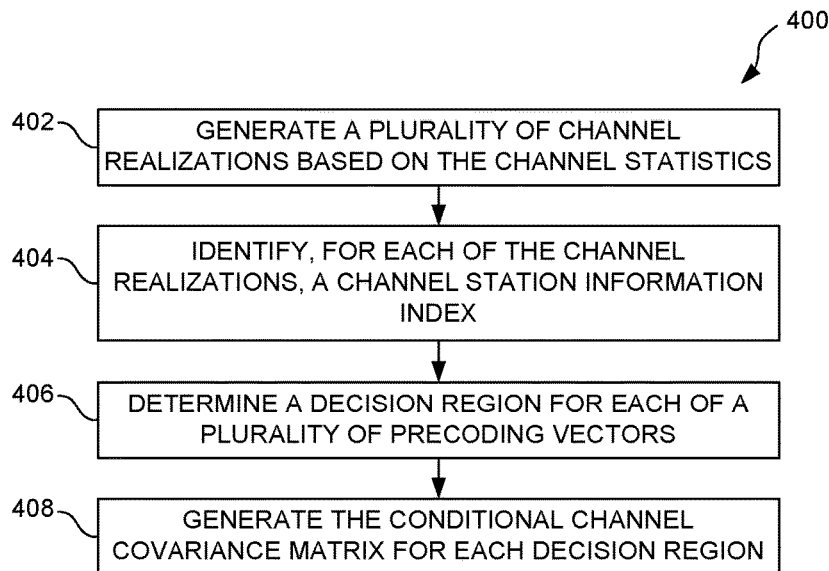 400
402
GENERATE A PLURALITY OF CHANNEL
REALIZATIONS BASED ON THE CHANNEL STATISTICS
404
IDENTIFY, FOR EACH OF THE CHANNEL
REALIZATIONS, A CHANNEL STATION INFORMATION
INDEX
406
DETERMINE A DECISION REGION FOR EACH OF A
PLURALITY OF PRECODING VECTORS
408
GENERATE THE CONDITIONAL CHANNEL
COVARIANCE MATRIX FOR EACH DECISION REGION